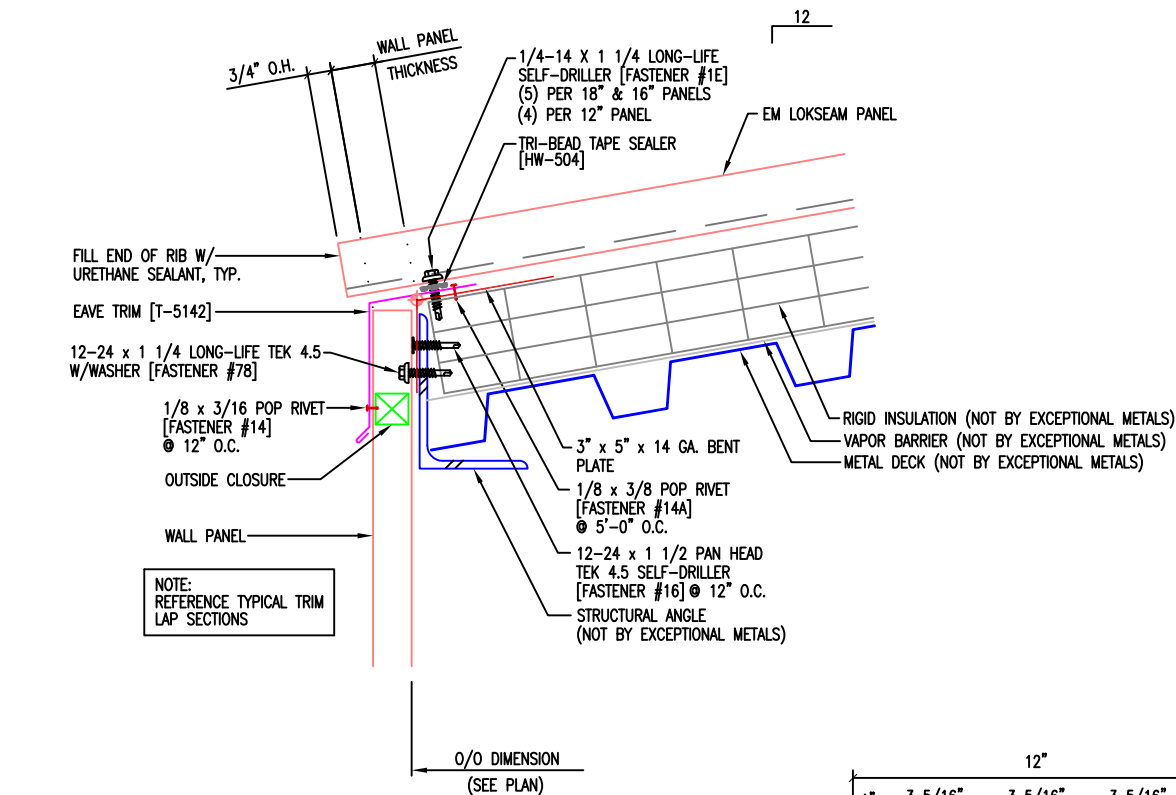 12
WALL PANEL
THICKNESS
3/4" O.H.
1/4-14 X 1 1/4 LONG-LIFE
SELF-DRILLER [FASTENER #1E]
(5) PER 18" & 16" PANELS
(4) PER 12" PANEL
EM LOKSEAM PANEL
TRI-BEAD TAPE SEALER
[HW-504]
FILL END OF RIB W/
URETHANE SEALANT, TYP.
EAVE TRIM [T-5142]
12-24 x 1 1/4 LONG-LIFE TEK 4.5
W/WASHER [FASTENER #78]
1/8 x 3/16 POP RIVET
[FASTENER #14]
@ 12" O.C.
OUTSIDE CLOSURE
WALL PANEL
NOTE:
REFERENCE TYPICAL TRIM
LAP SECTIONS
RIGID INSULATION (NOT BY EXCEPTIONAL METALS)
VAPOR BARRIER (NOT BY EXCEPTIONAL METALS)
METAL DECK (NOT BY EXCEPTIONAL METALS)
3" x 5" x 14 GA. BENT
PLATE
1/8 x 3/8 POP RIVET
[FASTENER #14A]
@ 5'-0" O.C.
12-24 x 1 1/2 PAN HEAD
TEK 4.5 SELF-DRILLER
[FASTENER #16] @ 12" O.C.
STRUCTURAL ANGLE
(NOT BY EXCEPTIONAL METALS)
O/O DIMENSION
(SEE PLAN)
12"
3 5/16" 3 5/16" 3 5/16"